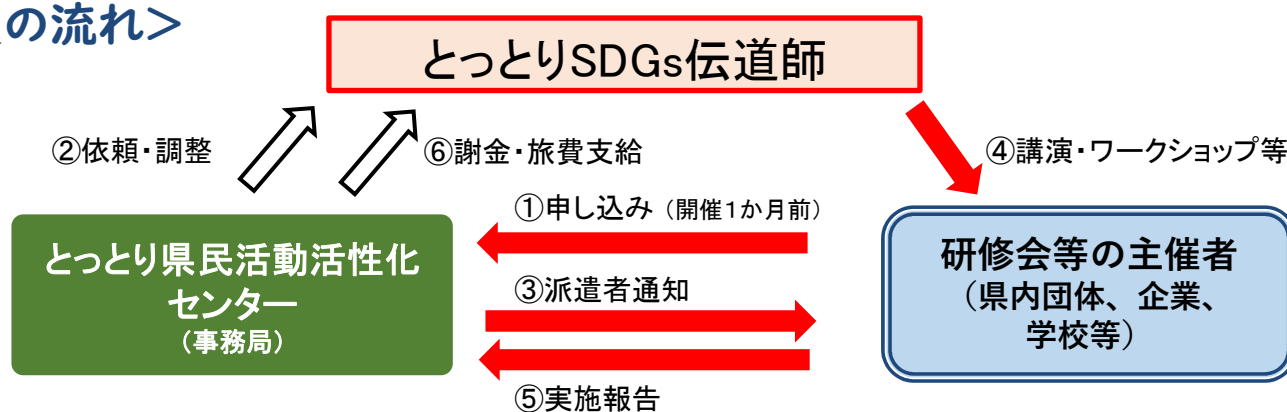 の流れ>
とっとりSDGs伝道師
②依頼・調整
⑥謝金・旅費支給
④講演・ワークショップ等
①申し込み（開催１か月前）
とっとり県民活動活性化
センター
（事務局）
③派遣者通知
研修会等の主催者
（県内団体、企業、
学校等）
⑤実施報告